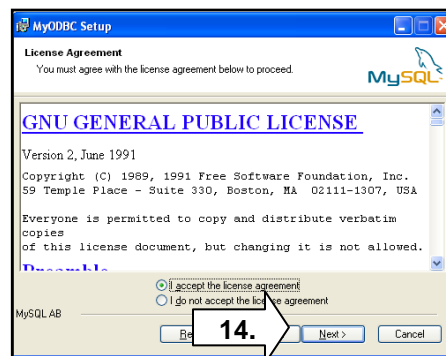 MyODBC Setup
License Agreement
You must agree with the license agreement below to proceed.
MySQL
GNU GENERAL PUBLIC LICENSE
Version 2, June 1991
Copyright (C) 1989, 1991 Free Software Foundation, Inc.
59 Temple Place - Suite 330, Boston, MA 02111-1307, USA
Everyone is permitted to copy and distribute verbatim
copies
of this license document, but changing it is not allowed.
Preamble
I accept the license agreement
I do not accept the license agreement
MySQL AB
14.
Next >
Cancel